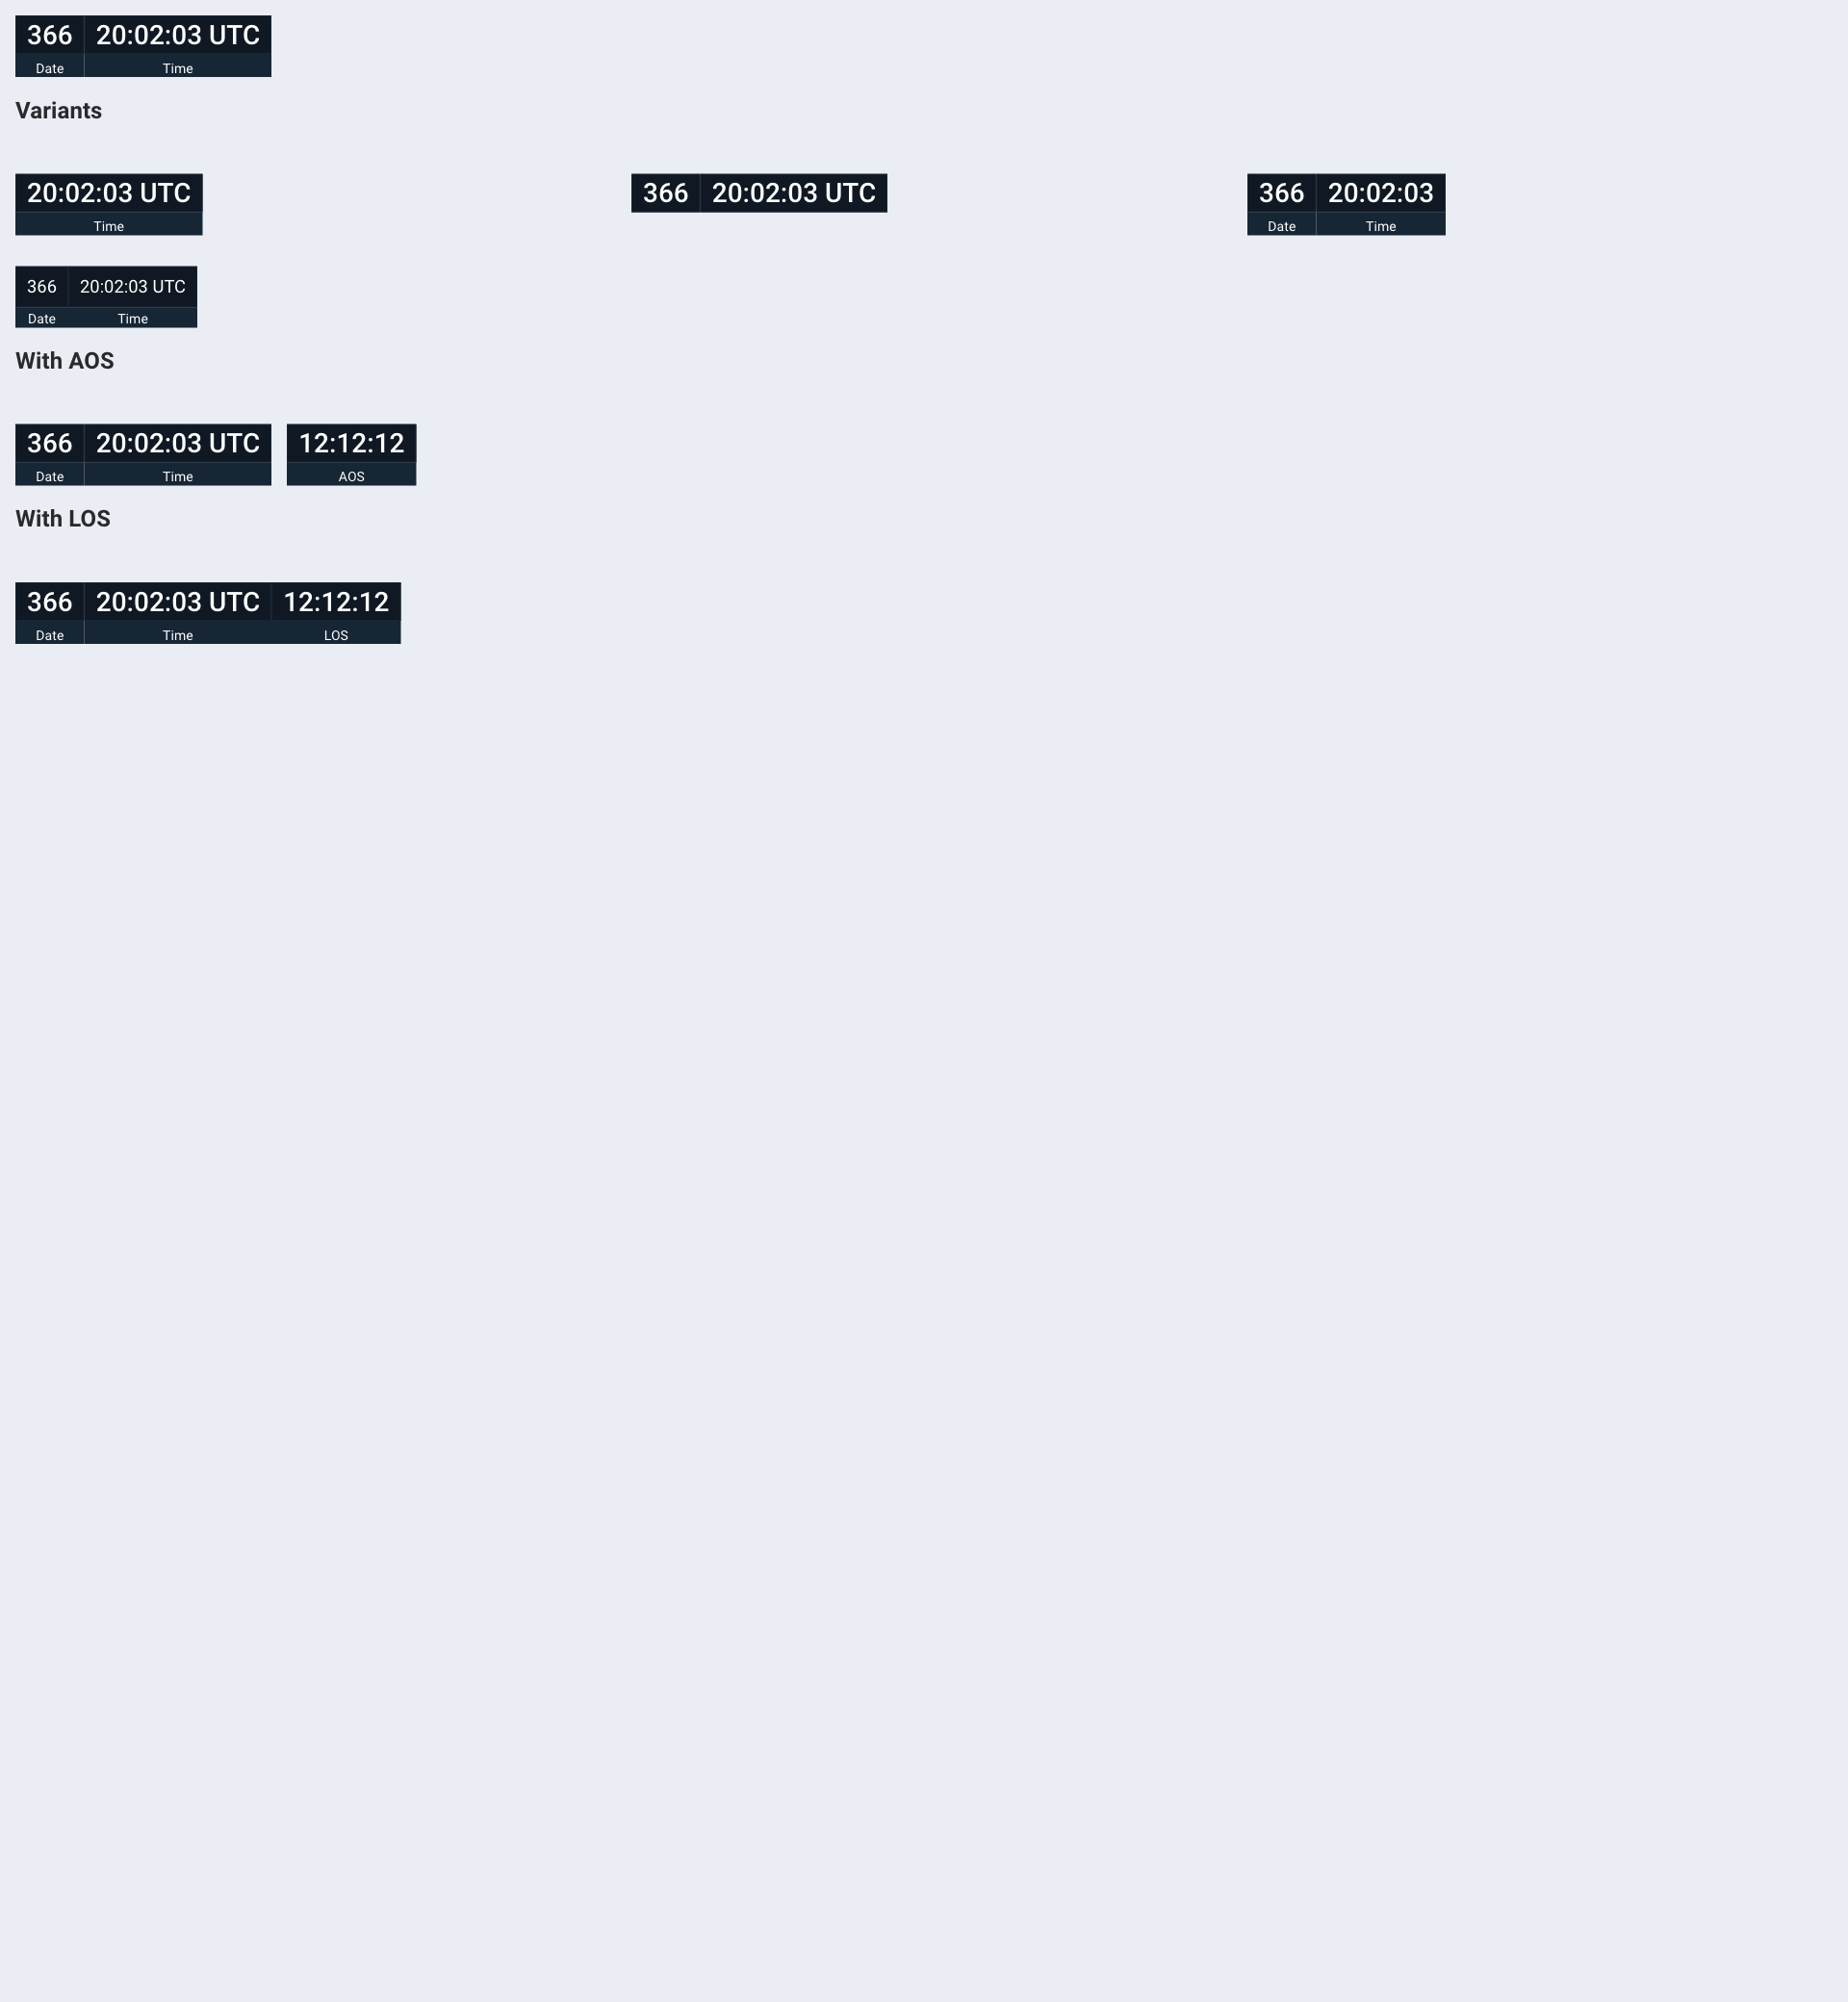 366 20:02:03 UTC
Date Time
Variants
20:02:03 UTC 366 20:02:03 UTC 366 20:02:03
Time Date Time
366 20:02:03 UTC
Date Time
With AOS
366 20:02:03 UTC 12:12:12
Date Time AOS
With LOS
366 20:02:03 UTC 12:12:12
Date Time LOS